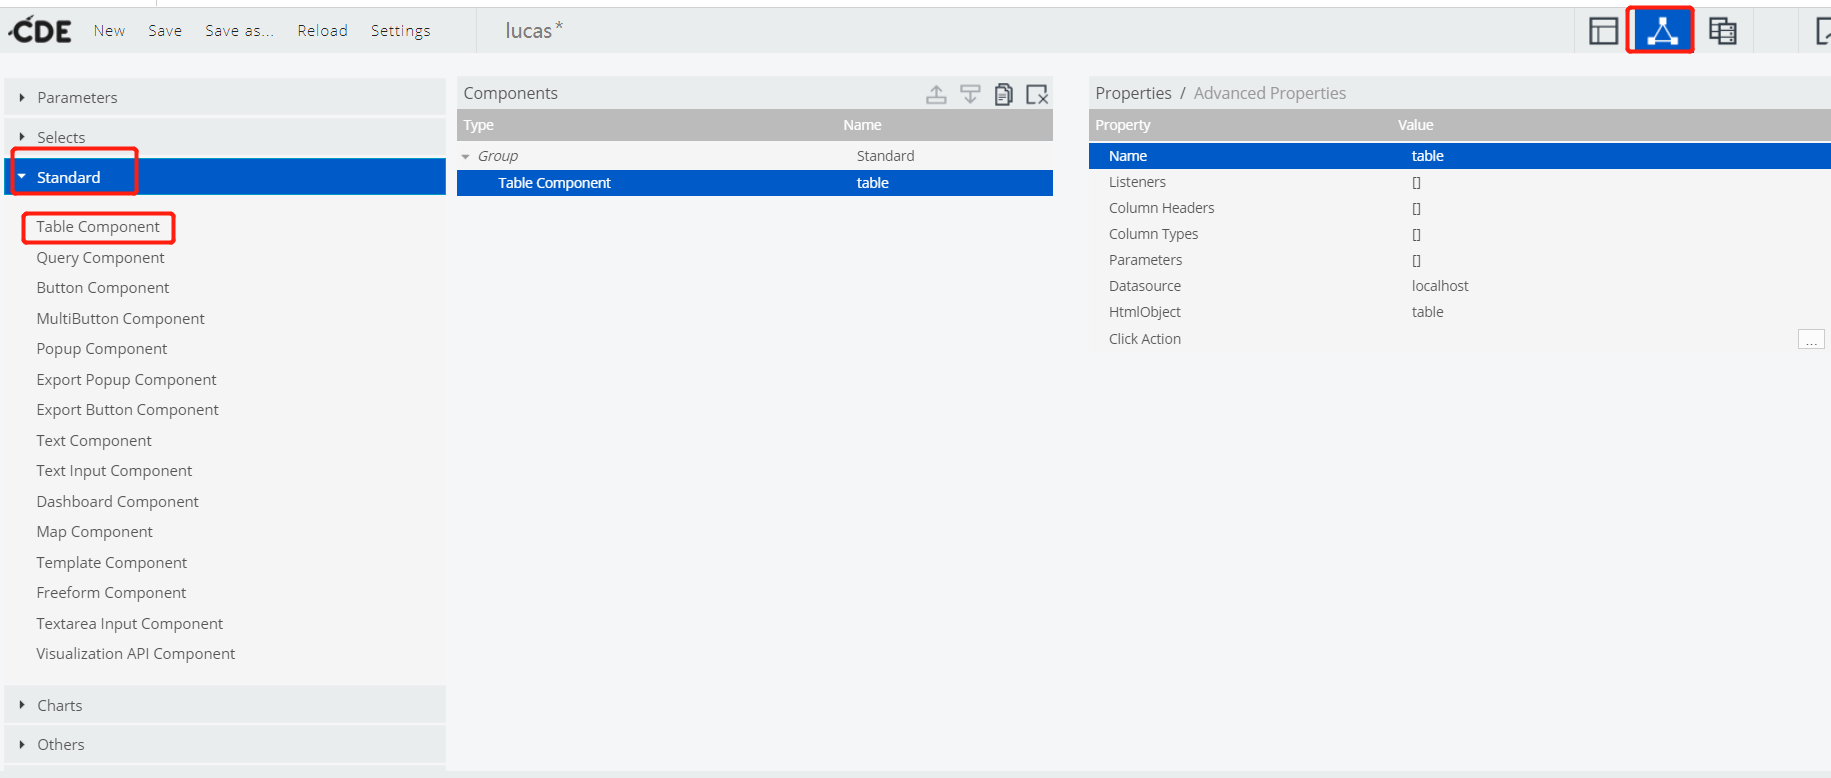 CDE New Save Save as... Reload Settings lucas*
Parameters
Selects
Standard
Table Component
Query Component
Button Component
MultiButton Component
Popup Component
Export Popup Component
Export Button Component
Text Component
Text Input Component
Dashboard Component
Map Component
Template Component
Freeform Component
Textarea Input Component
Visualization API Component
Charts
Others
Components
Type Name
Group Standard
Table Component table
Properties / Advanced Properties
Property Value
Name table
Listeners []
Column Headers []
Column Types []
Parameters []
Datasource localhost
HtmlObject table
Click Action ...